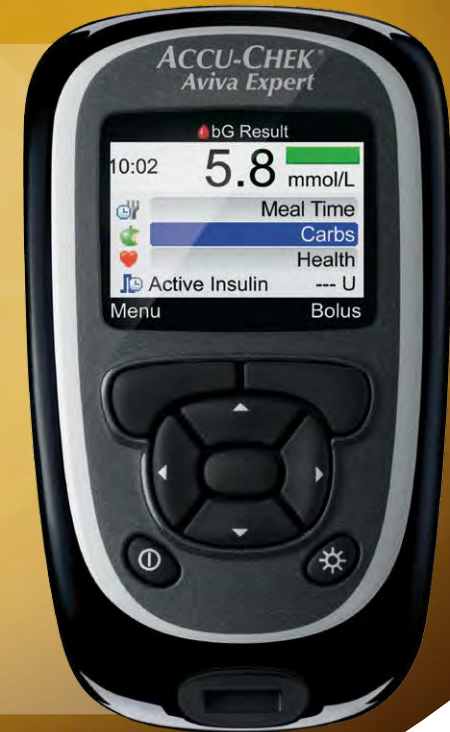 ACCU-CHEK®
Aviva Expert
bG Result
10:02 5.8 mmol/L
Meal Time
Carbs
Health
Active Insulin --- U
Menu Bolus